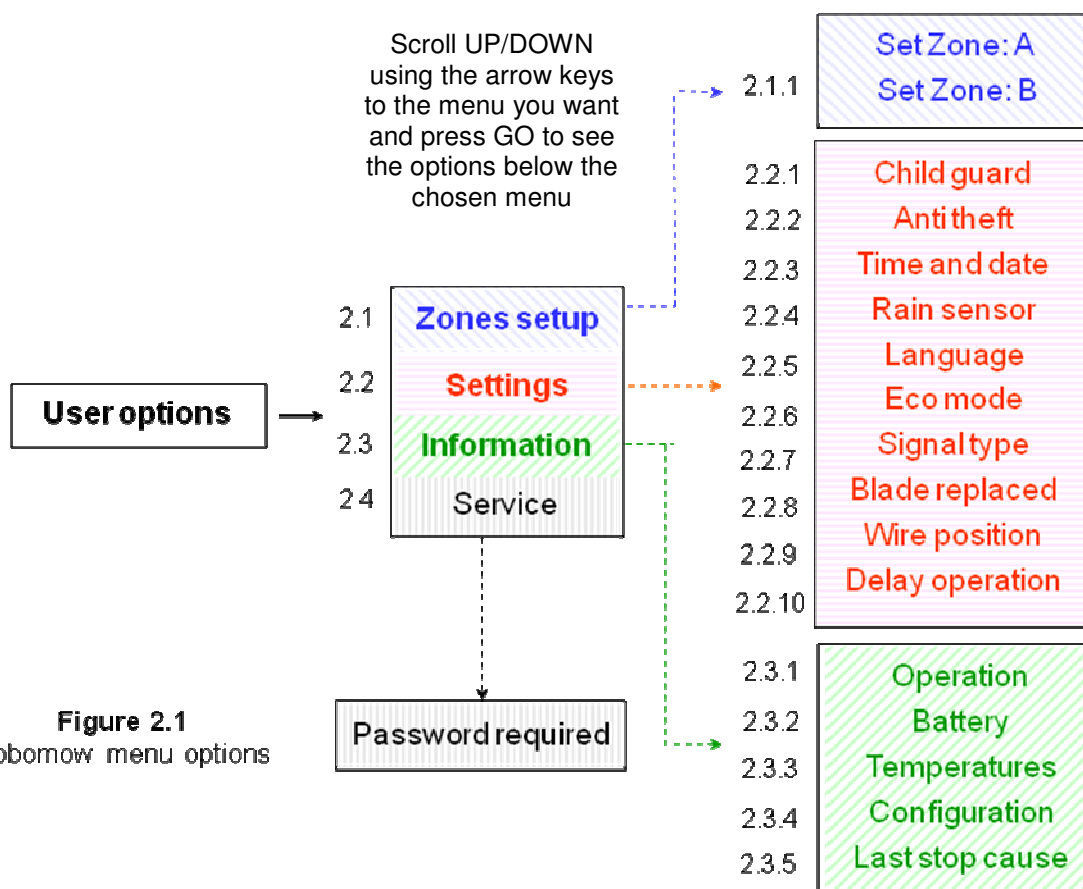 Scroll UP/DOWN
using the arrow keys
to the menu you want
and press GO to see
the options below the
chosen menu
User options
2.1 Zones setup
2.2 Settings
2.3 Information
2.4 Service
Password required
2.1.1 Set Zone: A
Set Zone: B
2.2.1 Child guard
2.2.2 Anti theft
2.2.3 Time and date
2.2.4 Rain sensor
2.2.5 Language
2.2.6 Eco mode
2.2.7 Signal type
2.2.8 Blade replaced
2.2.9 Wire position
2.2.10 Delay operation
2.3.1 Operation
2.3.2 Battery
2.3.3 Temperatures
2.3.4 Configuration
2.3.5 Last stop cause
Figure 2.1
menu options